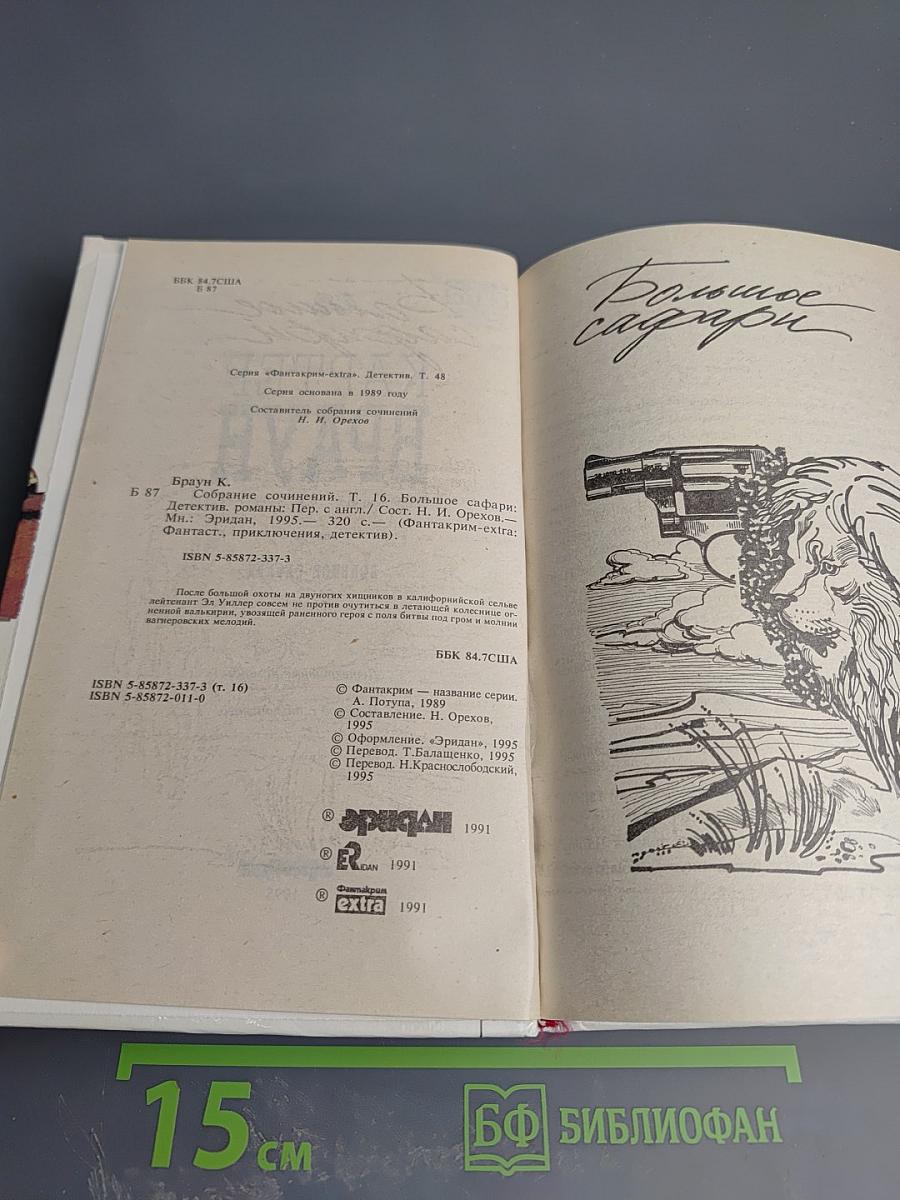 ББК 84.7США
Б 87
Серия «Фантакрим-extra». Детектив. Т. 48
Серия основана в 1989 году
Составитель собрания сочинений
Н. И. Орехов
Браун К.
Б 87 Собрание сочинений. Т. 16. Большое сафари:
Детектив. романы: Пер. с англ./ Сост. Н. И. Орехов.—
Мн.: Эридан, 1995.— 320 с.— (Фантакрим-extra:
Фантаст., приключения, детектив).
ISBN 5-85872-337-3
После большой охоты на двуногих хищников в калифорнийской сельве
лейтенант Эл Уиллер совсем не против очутиться в летающей колеснице ог-
ненной валькирии, увозящей раненного героя с поля битвы под гром и молнии
вагнеровских мелодий.
ББК 84.7США
ISBN 5-85872-337-3 (т. 16)
ISBN 5-85872-011-0
© Фантакрим — название серии.
А. Потупа, 1989
© Составление. Н. Орехов,
1995
© Оформление. «Эридан», 1995
© Перевод. Т.Балащенко, 1995
© Перевод. Н.Краснослободский,
1995
® эридан 1991
® ERIDAN 1991
® Фантакрим extra 1991
Большое
сафари
15 см
БФ БИБЛИОФАН